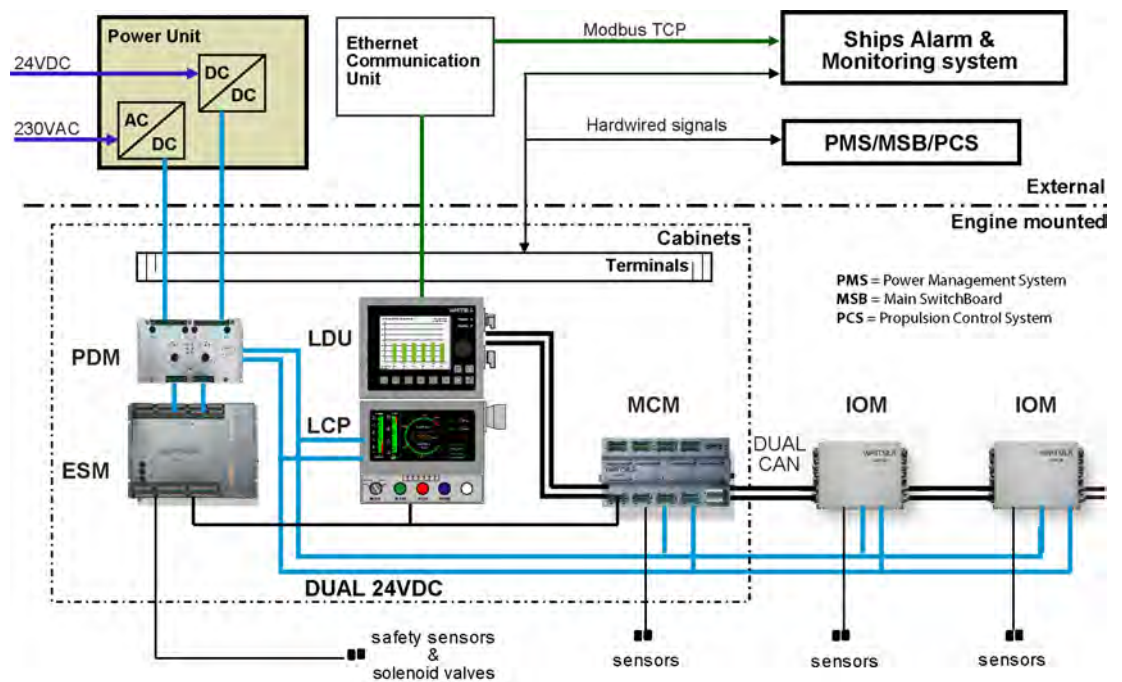 Power Unit
24VDC
DC
DC
230VAC
AC
DC
Ethernet
Communication
Unit
Modbus TCP
Ships Alarm &
Monitoring system
Hardwired signals
PMS/MSB/PCS
External
Engine mounted
Cabinets
Terminals
PMS = Power Management System
MSB = Main SwitchBoard
PCS = Propulsion Control System
PDM
LDU
LCP
ESM
MCM
DUAL
CAN
IOM
IOM
DUAL 24VDC
safety sensors
&
solenoid valves
sensors
sensors
sensors